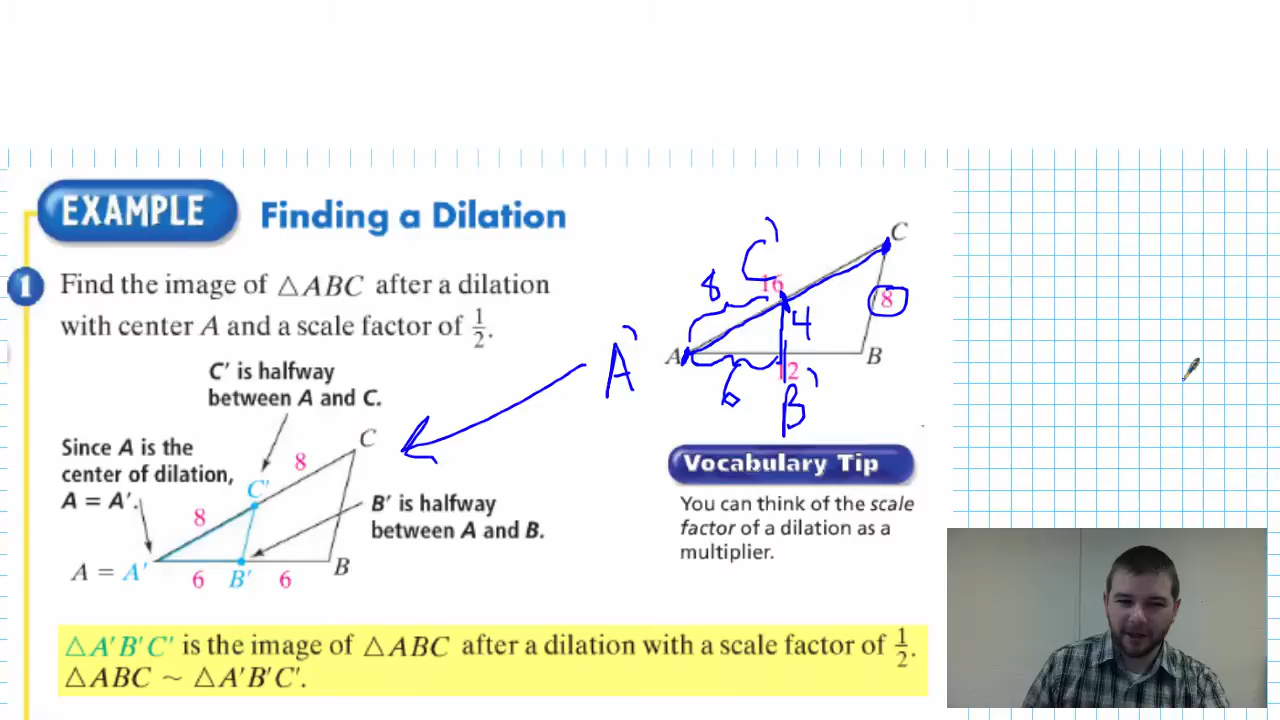 EXAMPLE Finding a Dilation
1 Find the image of △ABC after a dilation
with center A and a scale factor of 1/2.
C' is halfway
between A and C.
Since A is the
center of dilation,
A = A'.
C
8
C'
8
B' is halfway
between A and B.
A = A' 6 B' 6 B
C
C'
16
8
8
4
A
B
A'
12
6
B'
Vocabulary Tip
You can think of the scale
factor of a dilation as a
multiplier.
△A'B'C' is the image of △ABC after a dilation with a scale factor of 1/2.
△ABC ~ △A'B'C'.